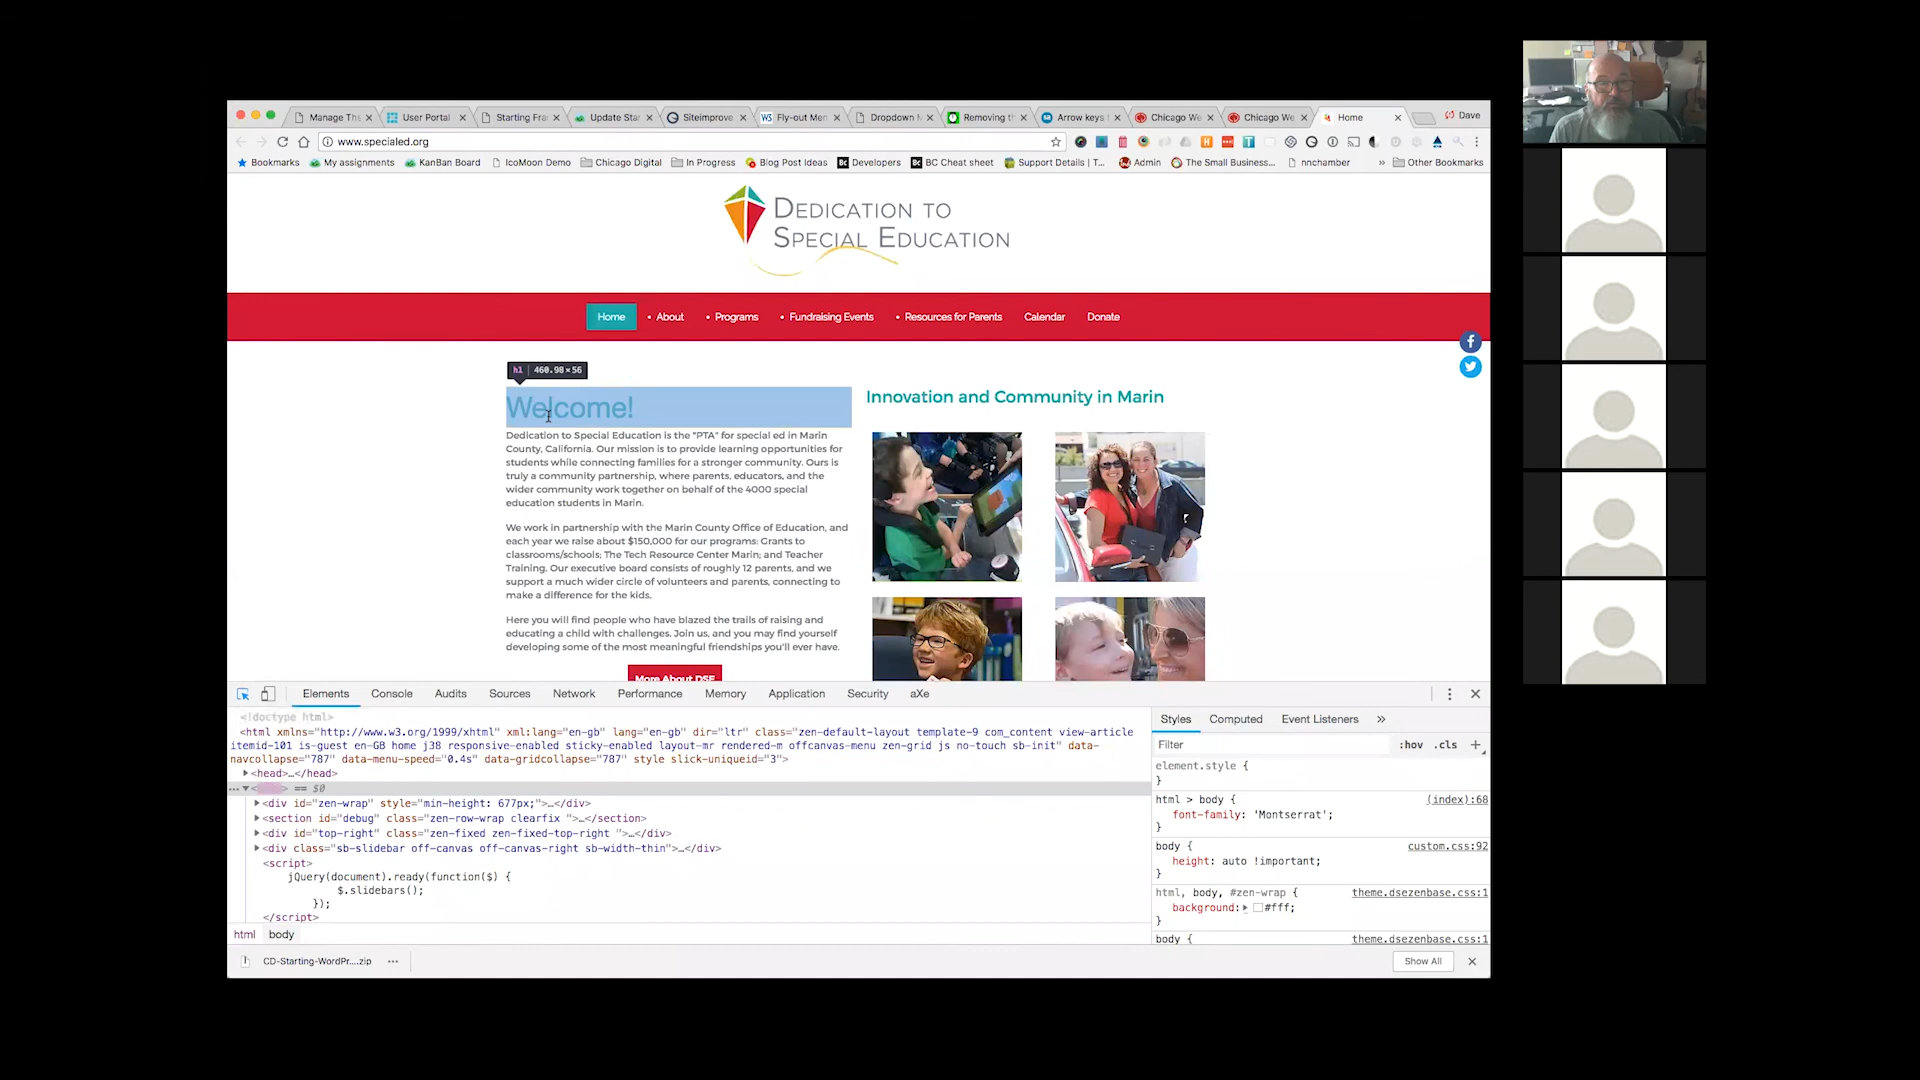 Manage The
User Portal
Starting Fra
Update Star
Siteimprove
Fly-out Men
Dropdown M
Removing th
Arrow keys
Chicago We
Chicago We
Home
Dave
www.specialed.org
Bookmarks
My assignments
KanBan Board
IcoMoon Demo
Chicago Digital
In Progress
Blog Post Ideas
Developers
BC Cheat sheet
Support Details | T...
Admin
The Small Business...
nnchamber
»
Other Bookmarks
DEDICATION TO
SPECIAL EDUCATION
Home
• About
• Programs
• Fundraising Events
• Resources for Parents
Calendar
Donate
h1 | 460.98×56
Welcome!
Dedication to Special Education is the "PTA" for special ed in Marin
County, California. Our mission is to provide learning opportunities for
students while connecting families for a stronger community. Ours is
truly a community partnership, where parents, educators, and the
wider community work together on behalf of the 4000 special
education students in Marin.
We work in partnership with the Marin County Office of Education, and
each year we raise about $150,000 for our programs: Grants to
classrooms/schools; The Tech Resource Center Marin; and Teacher
Training. Our executive board consists of roughly 12 parents, and we
support a much wider circle of volunteers and parents, connecting to
make a difference for the kids.
Here you will find people who have blazed the trails of raising and
educating a child with challenges. Join us, and you may find yourself
developing some of the most meaningful friendships you'll ever have.
More About DSE
Innovation and Community in Marin
Elements
Console
Audits
Sources
Network
Performance
Memory
Application
Security
aXe
<!doctype html>
<html xmlns="http://www.w3.org/1999/xhtml" xml:lang="en-gb" lang="en-gb" dir="ltr" class="zen-default-layout template-9 com_content view-article
itemid-101 is-guest en-GB home j38 responsive-enabled sticky-enabled layout-mr rendered-m offcanvas-menu zen-grid js no-touch sb-init" data-
navcollapse="787" data-menu-speed="0.4s" data-gridcollapse="787" style slick-uniqueid="3">
<head>…</head>
== $0
<div id="zen-wrap" style="min-height: 677px;">…</div>
<section id="debug" class="zen-row-wrap clearfix ">…</section>
<div id="top-right" class="zen-fixed zen-fixed-top-right ">…</div>
<div class="sb-slidebar off-canvas off-canvas-right sb-width-thin">…</div>
<script>
jQuery(document).ready(function($) {
$.slidebars();
});
</script>
html body
Styles
Computed
Event Listeners
»
Filter
:hov .cls +
element.style {
}
html > body { (index):68
font-family: 'Montserrat';
}
body { custom.css:92
height: auto !important;
}
html, body, #zen-wrap { theme.dsezenbase.css:1
background: #fff;
}
body { theme.dsezenbase.css:1
CD-Starting-WordPr....zip
Show All